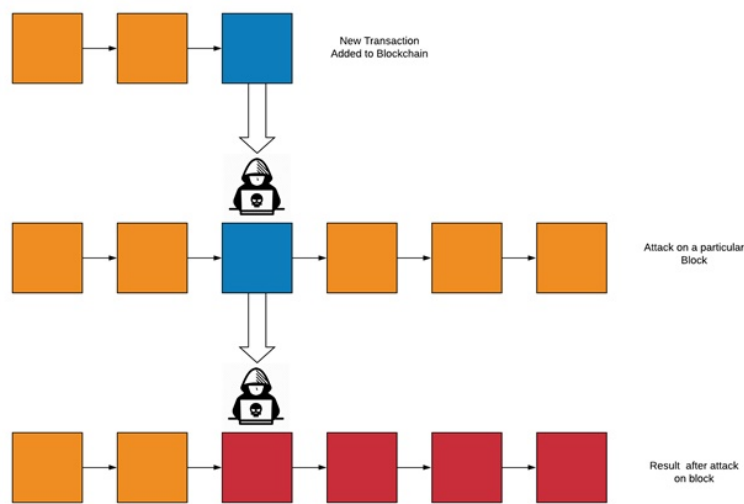 New Transaction
Added to Blockchain
Attack on a particular
Block
Result after attack
on block